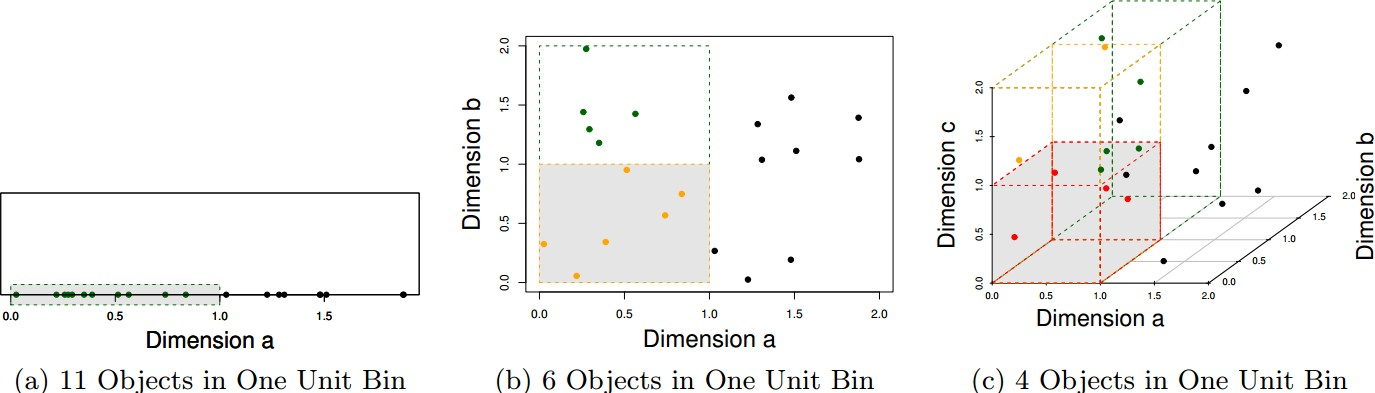 0.0 0.5 1.0 1.5
Dimension a
(a) 11 Objects in One Unit Bin
Dimension b
2.0
1.5
1.0
0.5
0.0
0.0 0.5 1.0 1.5 2.0
Dimension a
(b) 6 Objects in One Unit Bin
Dimension c
2.0
1.5
1.0
0.5
0.0
0.0 0.5 1.0 1.5 2.0
Dimension a
2.0
1.5
1.0
0.5
0.0
Dimension b
(c) 4 Objects in One Unit Bin